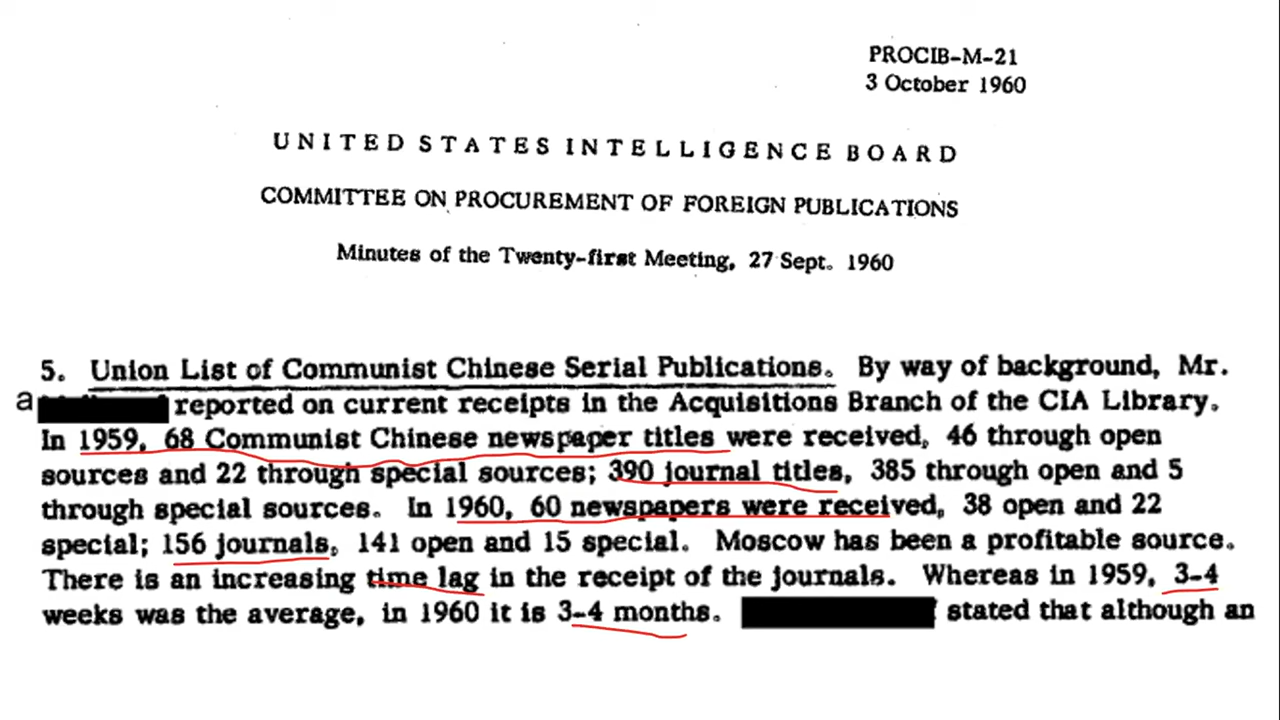 PROCIB-M-21
3 October 1960
UNITED STATES INTELLIGENCE BOARD
COMMITTEE ON PROCUREMENT OF FOREIGN PUBLICATIONS
Minutes of the Twenty-first Meeting, 27 Sept. 1960
5. Union List of Communist Chinese Serial Publications. By way of background, Mr.
a
reported on current receipts in the Acquisitions Branch of the CIA Library.
In 1959, 68 Communist Chinese newspaper titles were received, 46 through open
sources and 22 through special sources; 390 journal titles, 385 through open and 5
through special sources. In 1960, 60 newspapers were received, 38 open and 22
special; 156 journals, 141 open and 15 special. Moscow has been a profitable source.
There is an increasing time lag in the receipt of the journals. Whereas in 1959, 3-4
weeks was the average, in 1960 it is 3-4 months. stated that although an